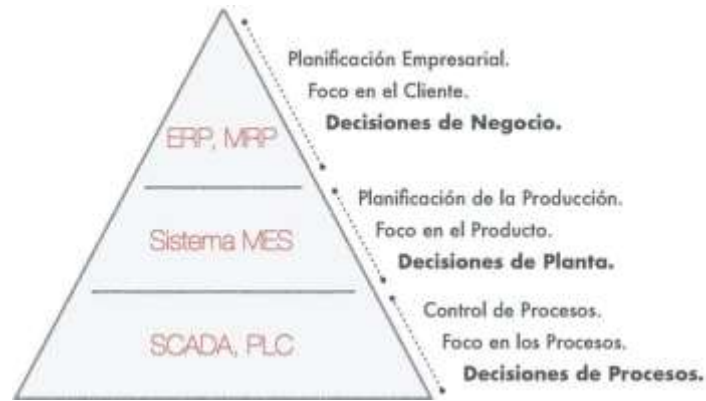 Planificación Empresarial.
Foco en el Cliente.
Decisiones de Negocio.
ERP, MRP
Planificación de la Producción.
Foco en el Producto.
Decisiones de Planta.
Sistema MES
Control de Procesos.
Foco en los Procesos.
Decisiones de Procesos.
SCADA, PLC